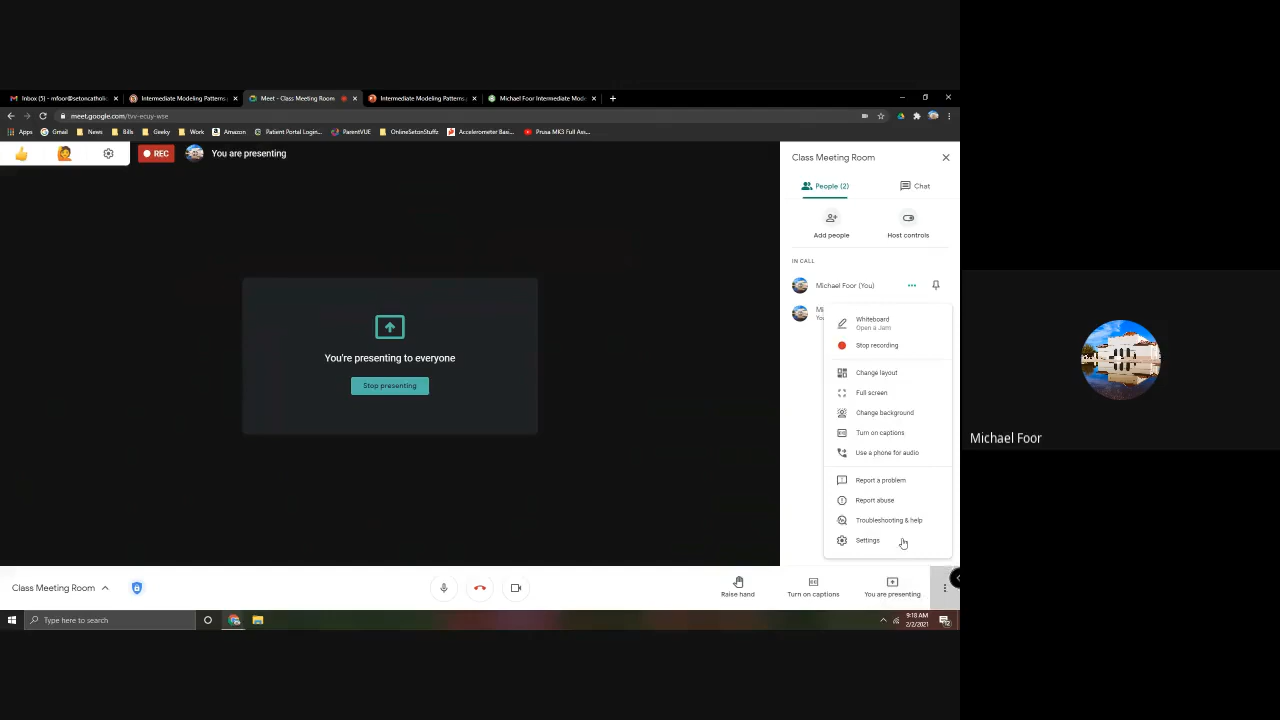 Inbox (5) - mfoor@setoncatholic
Intermediate Modeling Patterns
Meet - Class Meeting Room
Intermediate Modeling Patterns
Michael Foor Intermediate Mode
meet.google.com/tvv-ecuy-wse
Apps
Gmail
News
Bills
Geeky
Work
Amazon
Patient Portal Login...
ParentVUE
OnlineSetonStuffz
Accelerometer Basi...
Prusa MK3 Full Ass...
REC
You are presenting
Class Meeting Room
People (2)
Chat
Add people
Host controls
IN CALL
Michael Foor (You)
Mi
Whiteboard
Open a Jam
Stop recording
Change layout
Full screen
Change background
Turn on captions
Use a phone for audio
Report a problem
Report abuse
Troubleshooting & help
Settings
You're presenting to everyone
Stop presenting
Michael Foor
Class Meeting Room
Raise hand
Turn on captions
You are presenting
Type here to search
9:18 AM
2/2/2021